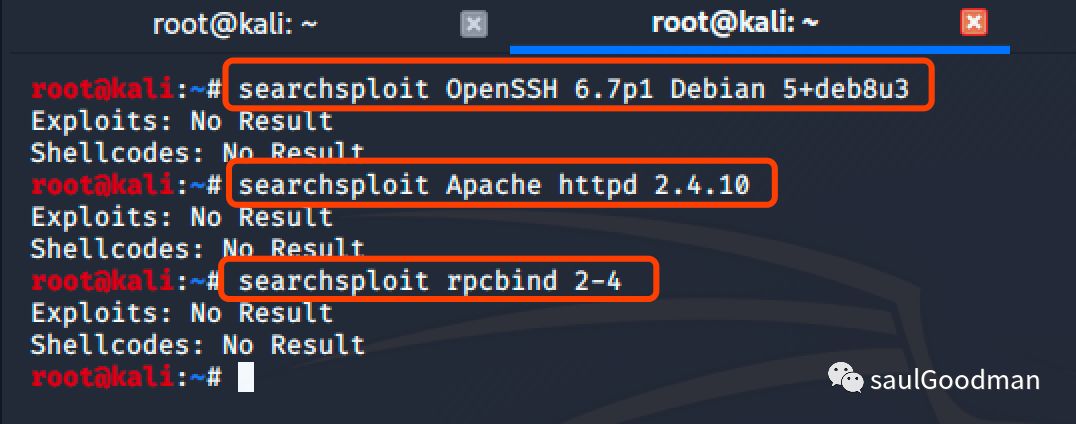 root@kali: ~
root@kali: ~
root@kali:~# searchsploit OpenSSH 6.7p1 Debian 5+deb8u3
Exploits: No Result
Shellcodes: No Result
root@kali:~# searchsploit Apache httpd 2.4.10
Exploits: No Result
Shellcodes: No Result
root@kali:~# searchsploit rpcbind 2-4
Exploits: No Result
Shellcodes: No Result
root@kali:~#
saulGoodman